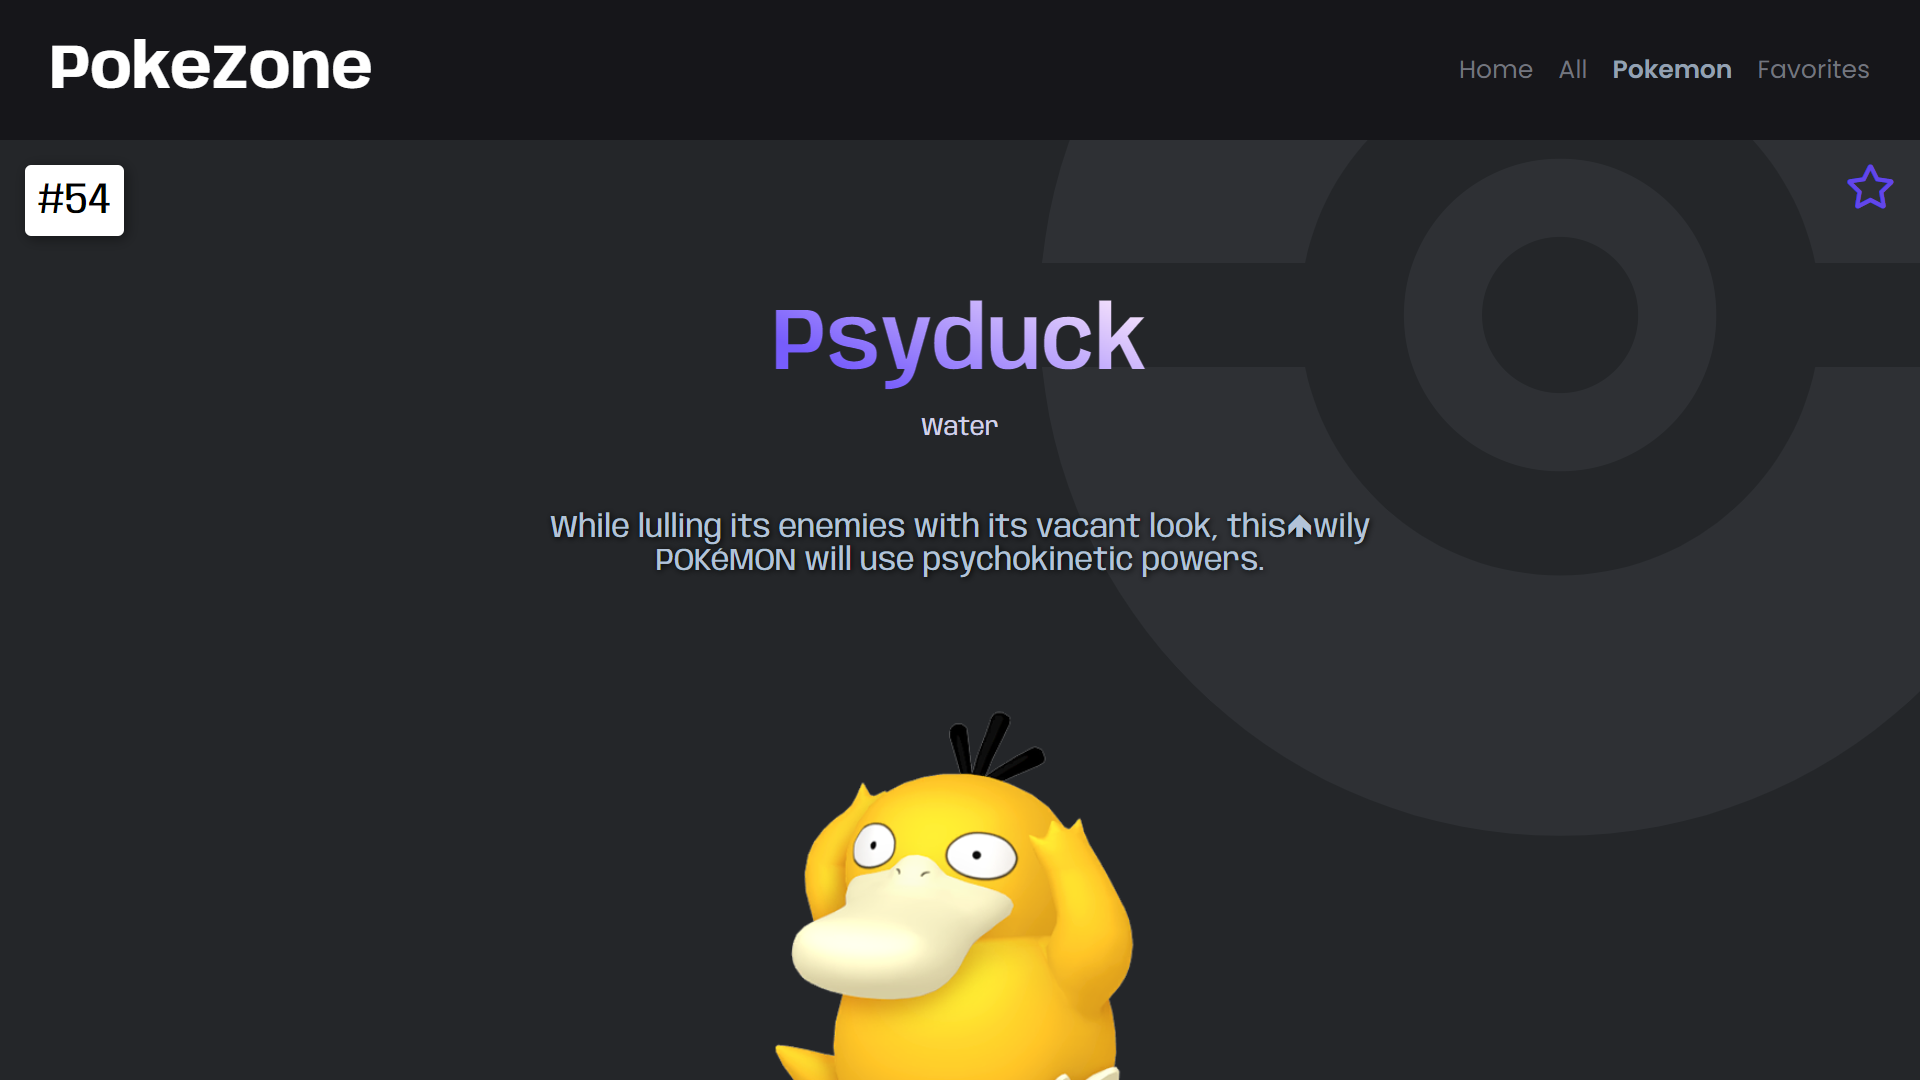 PokeZone
Home All Pokemon Favorites
#54
Psyduck
Water
While lulling its enemies with its vacant look, this🡹wily
POKéMON will use psychokinetic powers.